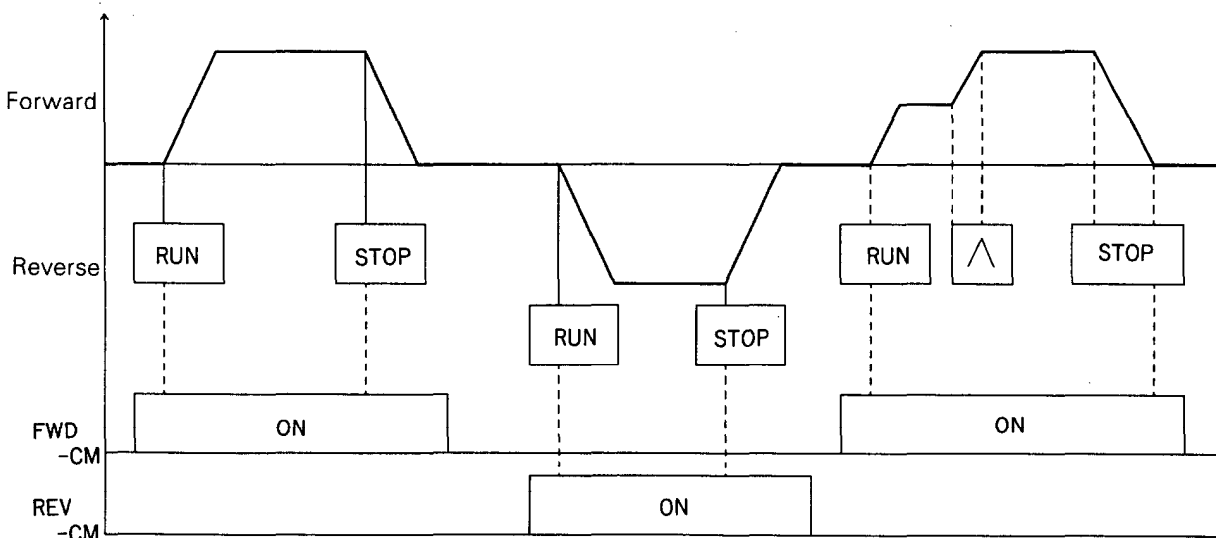 Forward
Reverse
RUN
STOP
RUN
∧
STOP
RUN
STOP
FWD
-CM
ON
ON
REV
-CM
ON